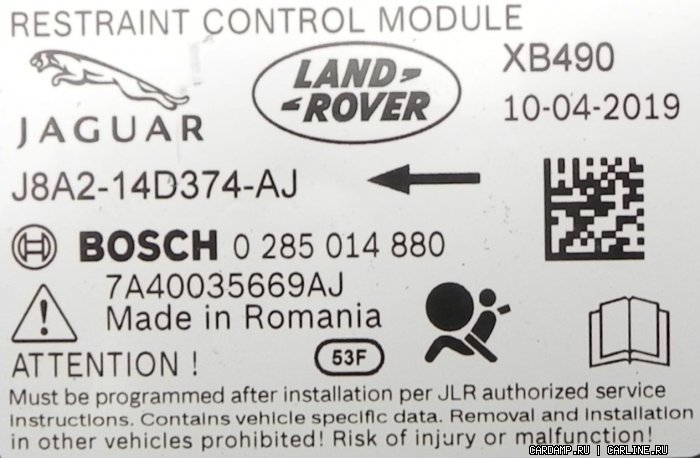 RESTRAINT CONTROL MODULE
JAGUAR
LAND ROVER
XB490
10-04-2019
J8A2-14D374-AJ
BOSCH 0 285 014 880
7A40035669AJ
Made in Romania
ATTENTION !
53F
Must be programmed after installation per JLR authorized service
instructions. Contains vehicle specific data. Removal and installation
in other vehicles prohibited! Risk of injury or malfunction!
CARDAMP.RU | CARLINE.RU